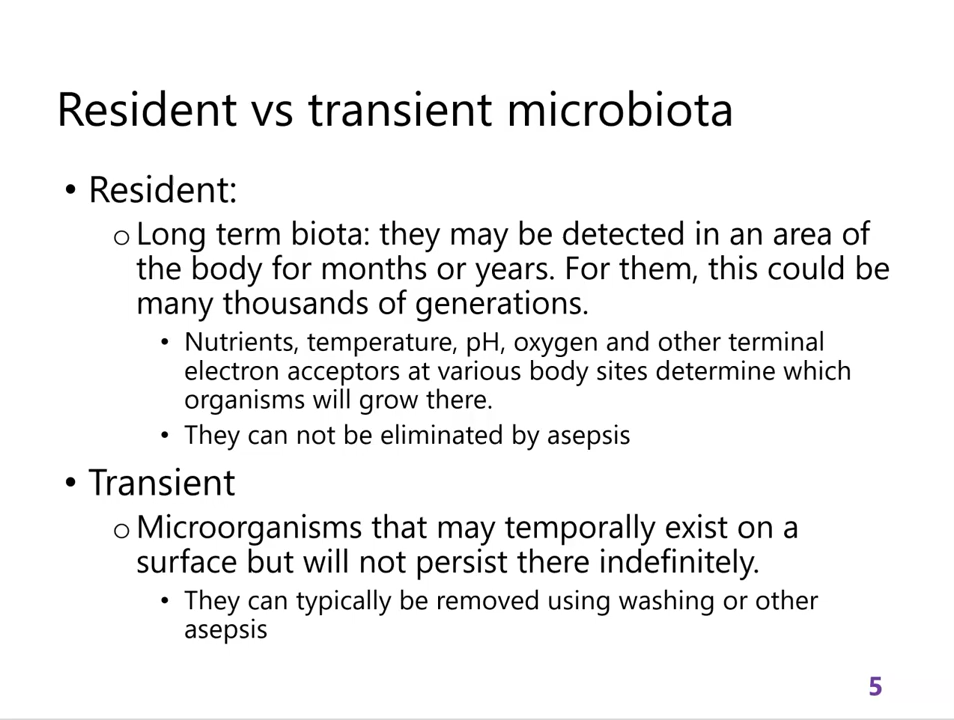 Resident vs transient microbiota
• Resident:
o Long term biota: they may be detected in an area of
the body for months or years. For them, this could be
many thousands of generations.
• Nutrients, temperature, pH, oxygen and other terminal
electron acceptors at various body sites determine which
organisms will grow there.
• They can not be eliminated by asepsis
• Transient
o Microorganisms that may temporally exist on a
surface but will not persist there indefinitely.
• They can typically be removed using washing or other
asepsis
5